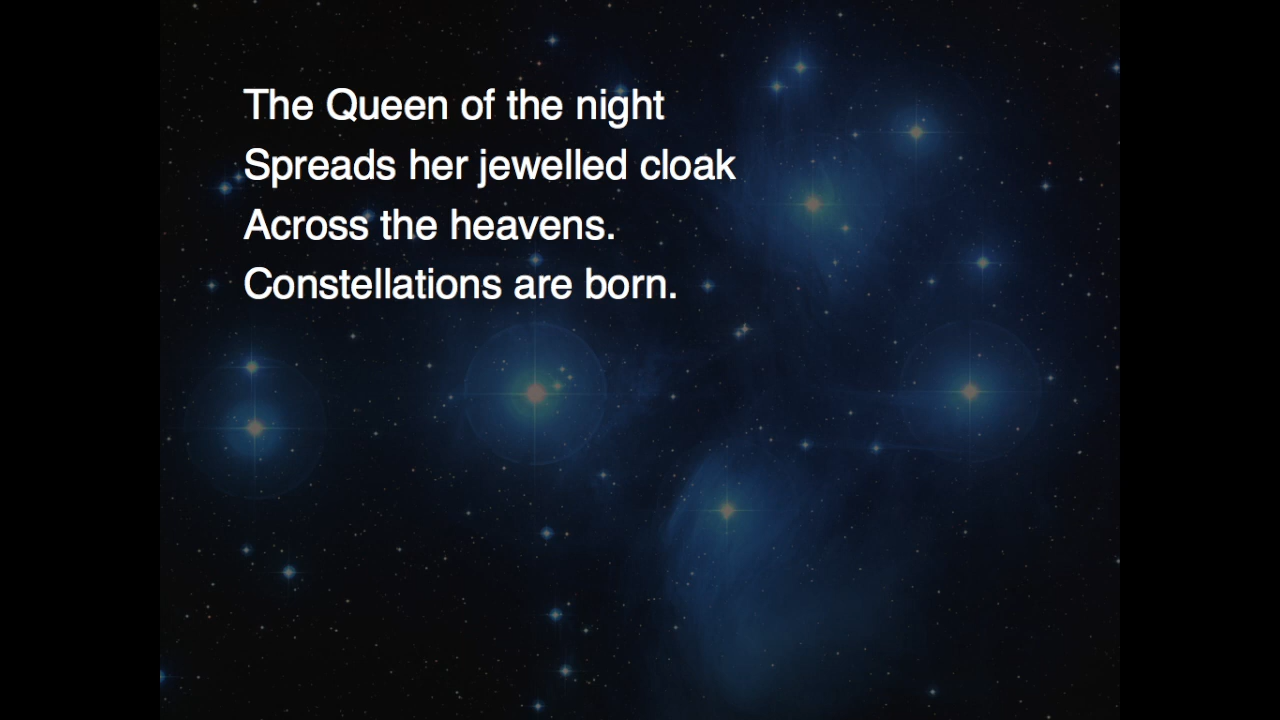 The Queen of the night
Spreads her jewelled cloak
Across the heavens.
Constellations are born.